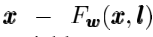 x − F_w(x, l)